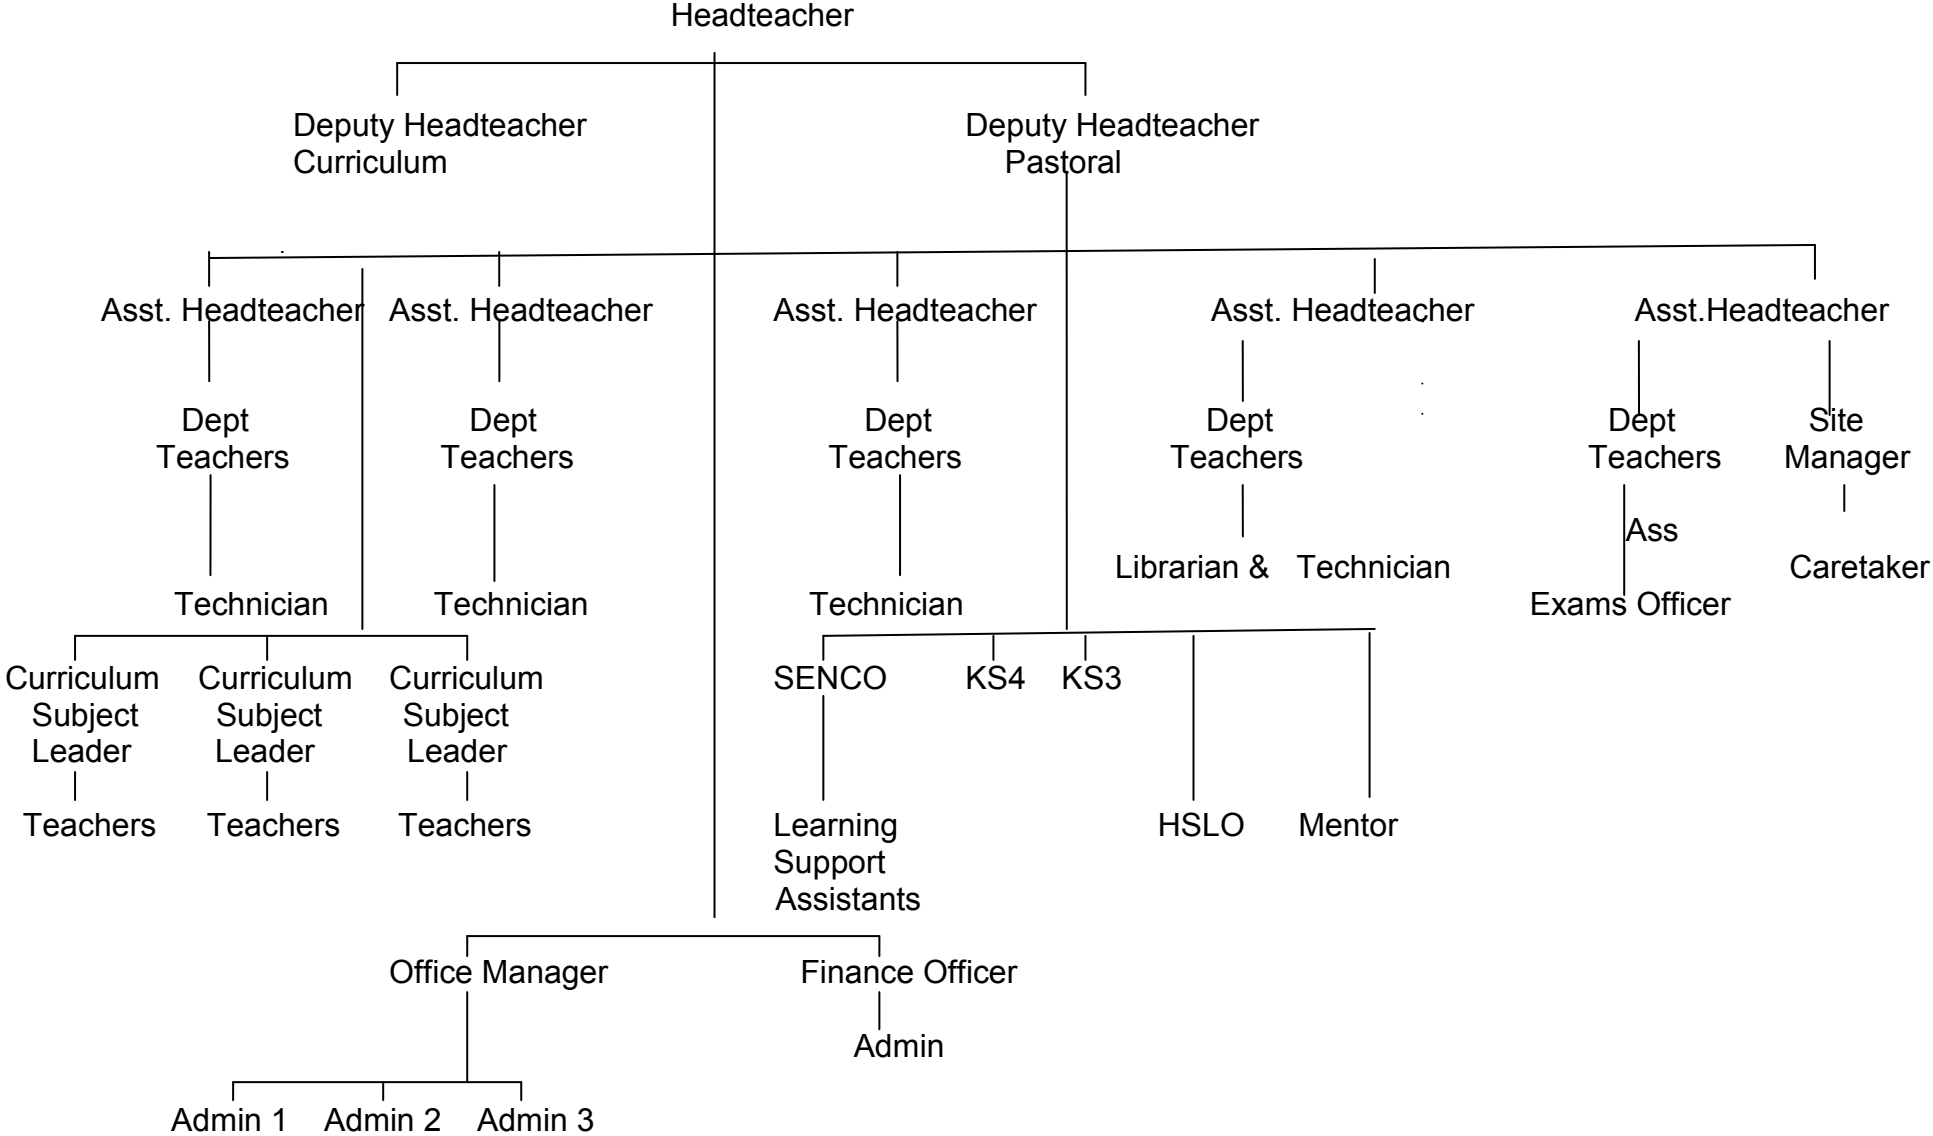 Headteacher
Deputy Headteacher
Curriculum
Deputy Headteacher
Pastoral
Asst. Headteacher
Asst. Headteacher
Asst. Headteacher
Asst. Headteacher
Asst.Headteacher
Dept
Teachers
Dept
Teachers
Dept
Teachers
Dept
Teachers
Dept
Teachers
Site
Manager
Ass
Librarian & Technician
Caretaker
Technician
Technician
Technician
Exams Officer
Curriculum
Subject
Leader
Curriculum
Subject
Leader
Curriculum
Subject
Leader
SENCO
KS4
KS3
Teachers
Teachers
Teachers
Learning
Support
Assistants
HSLO
Mentor
Office Manager
Finance Officer
Admin
Admin 1
Admin 2
Admin 3